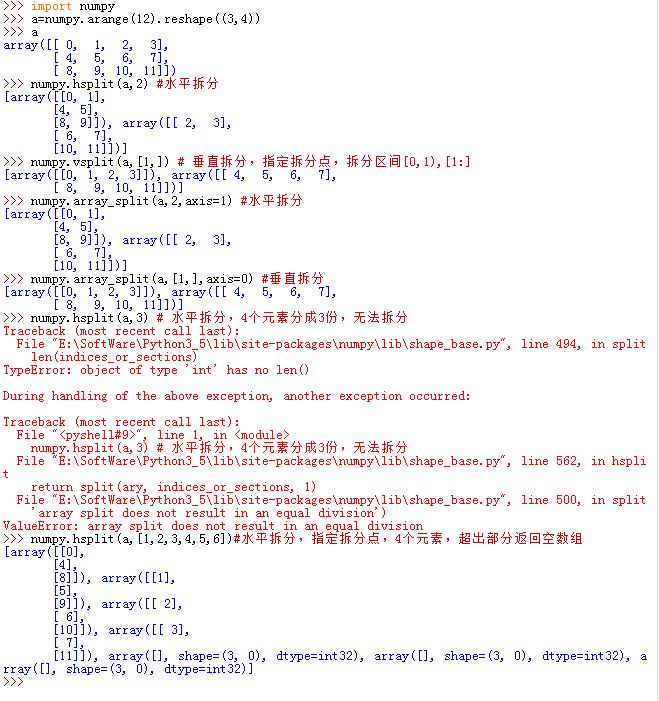 >>> import numpy
>>> a=numpy.arange(12).reshape((3,4))
>>> a
array([[ 0,  1,  2,  3],
       [ 4,  5,  6,  7],
       [ 8,  9, 10, 11]])
>>> numpy.hsplit(a,2) #水平拆分
[array([[0, 1],
       [4, 5],
       [8, 9]]), array([[ 2,  3],
       [ 6,  7],
       [10, 11]])]
>>> numpy.vsplit(a,[1,]) # 垂直拆分，指定拆分点，拆分区间[0,1),[1:]
[array([[0, 1, 2, 3]]), array([[ 4,  5,  6,  7],
       [ 8,  9, 10, 11]])]
>>> numpy.array_split(a,2,axis=1) #水平拆分
[array([[0, 1],
       [4, 5],
       [8, 9]]), array([[ 2,  3],
       [ 6,  7],
       [10, 11]])]
>>> numpy.array_split(a,[1,],axis=0) #垂直拆分
[array([[0, 1, 2, 3]]), array([[ 4,  5,  6,  7],
       [ 8,  9, 10, 11]])]
>>> numpy.hsplit(a,3) # 水平拆分，4个元素分成3份，无法拆分
Traceback (most recent call last):
  File "E:\SoftWare\Python3_5\lib\site-packages\numpy\lib\shape_base.py", line 494, in split
    len(indices_or_sections)
TypeError: object of type 'int' has no len()

During handling of the above exception, another exception occurred:

Traceback (most recent call last):
  File "<pyshell#9>", line 1, in <module>
    numpy.hsplit(a,3) # 水平拆分，4个元素分成3份，无法拆分
  File "E:\SoftWare\Python3_5\lib\site-packages\numpy\lib\shape_base.py", line 562, in hspli
t
    return split(ary, indices_or_sections, 1)
  File "E:\SoftWare\Python3_5\lib\site-packages\numpy\lib\shape_base.py", line 500, in split
    'array split does not result in an equal division')
ValueError: array split does not result in an equal division
>>> numpy.hsplit(a,[1,2,3,4,5,6])#水平拆分，指定拆分点，4个元素，超出部分返回空数组
[array([[0],
       [4],
       [8]]), array([[1],
       [5],
       [9]]), array([[ 2],
       [ 6],
       [10]]), array([[ 3],
       [ 7],
       [11]]), array([], shape=(3, 0), dtype=int32), array([], shape=(3, 0), dtype=int32), a
rray([], shape=(3, 0), dtype=int32)]
>>>